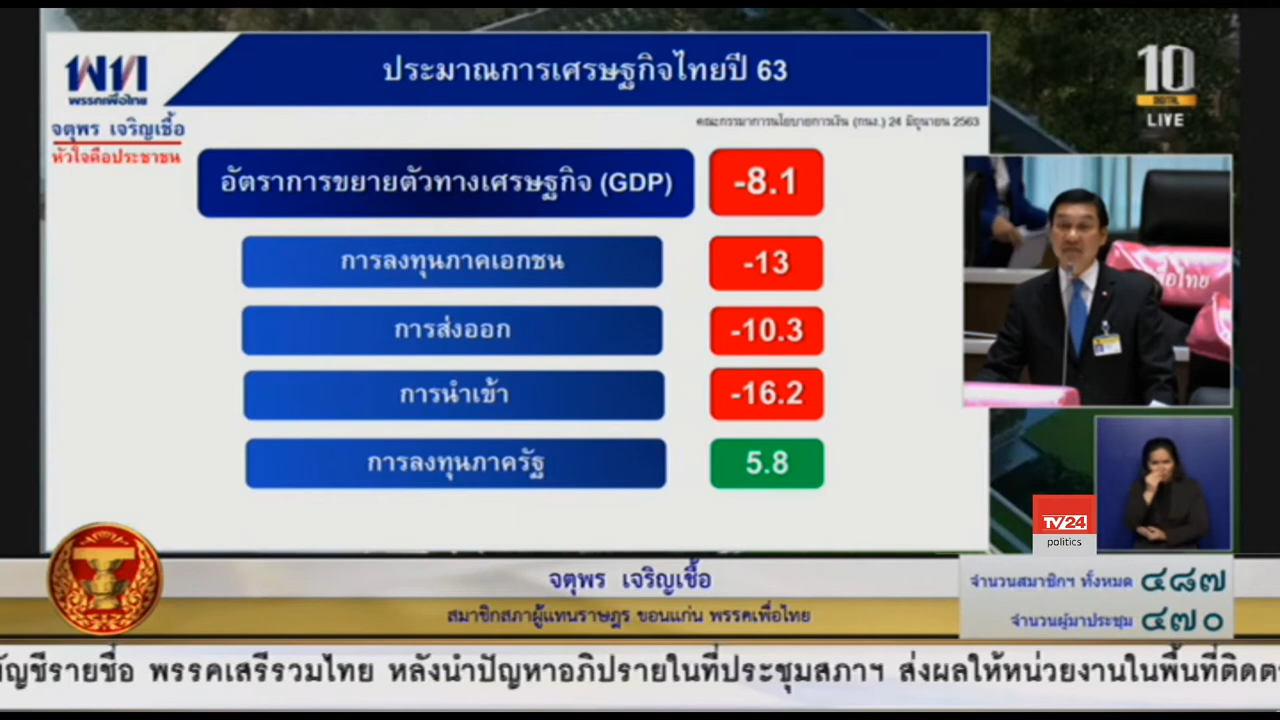 พท
พรรคเพื่อไทย
จตุพร เจริญเชื้อ
หัวใจคือประชาชน
ประมาณการเศรษฐกิจไทยปี 63
คณะกรรมาการนโยบายการเงิน (กนง.) 24 มิถุนายน 2563
อัตราการขยายตัวทางเศรษฐกิจ (GDP) -8.1
การลงทุนภาคเอกชน -13
การส่งออก -10.3
การนำเข้า -16.2
การลงทุนภาครัฐ 5.8
10
DIGITAL
LIVE
เพื่อไทย
TV24
politics
จตุพร เจริญเชื้อ
สมาชิกสภาผู้แทนราษฎร ขอนแก่น พรรคเพื่อไทย
จำนวนสมาชิกฯ ทั้งหมด ๔๘๗
จำนวนผู้มาประชุม ๔๗๐
บัญชีรายชื่อ พรรคเสรีรวมไทย หลังนำปัญหาอภิปรายในที่ประชุมสภาฯ ส่งผลให้หน่วยงานในพื้นที่ติดต